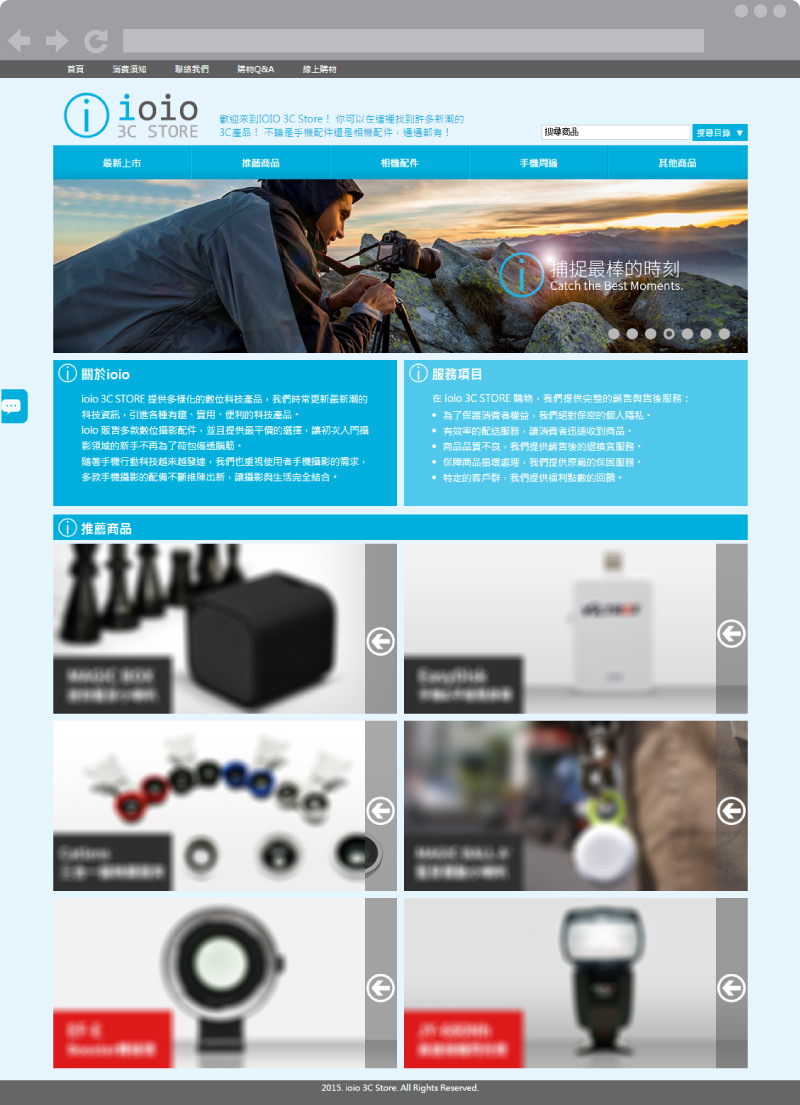 首頁 消費須知 聯絡我們 購物Q&A 線上購物
ioio
3C STORE
歡迎來到IOIO 3C Store！ 你可以在這裡找到許多新潮的
3C產品！ 不論是手機配件還是相機配件，通通都有！
搜尋商品 搜尋目錄
最新上市 推薦商品 相機配件 手機周邊 其他商品
捕捉最棒的時刻
Catch the Best Moments.
關於ioio
ioio 3C STORE 提供多樣化的數位科技產品，我們時常更新最新潮的
科技資訊，引進各種有趣、實用、便利的科技產品。
ioio 販售多款數位攝影配件，並且提供最平價的選擇，讓初次入門攝
影領域的新手不再為了荷包傷透腦筋。
隨著手機行動科技越來越發達，我們也重視使用者手機攝影的需求，
多款手機攝影的配備不斷推陳出新，讓攝影與生活完全結合。
服務項目
在 ioio 3C STORE 購物，我們提供完整的銷售與售後服務：
• 為了保護消費者權益，我們絕對保密的個人隱私。
• 有效率的配送服務，讓消費者迅速收到商品。
• 商品品質不良，我們提供銷售後的退換貨服務。
• 保障商品損壞處理，我們提供原廠的保固服務。
• 特定的客戶群，我們提供福利點數的回饋。
推薦商品
MAGIC BOX
EasyDisk
2015. ioio 3C Store. All Rights Reserved.